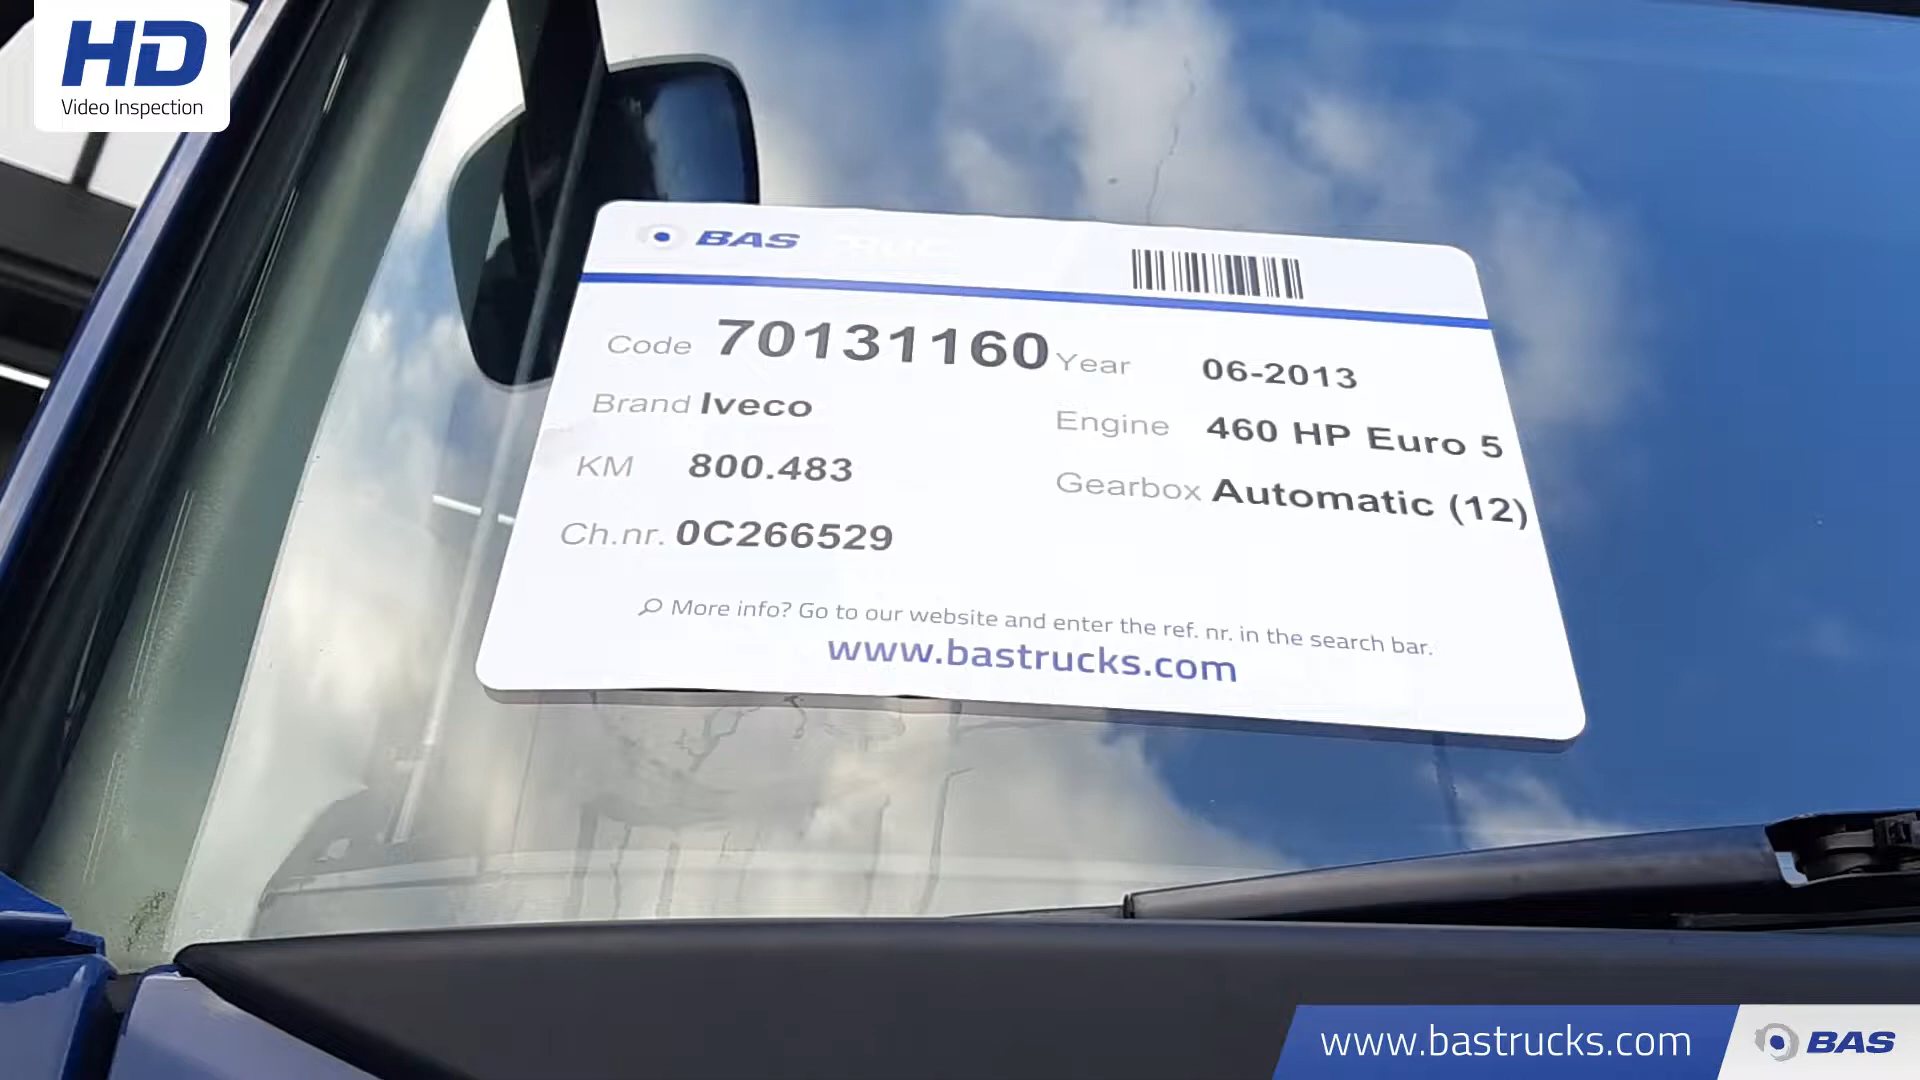 HD
Video Inspection
BAS
Code 70131160 Year 06-2013
Brand Iveco
Engine 460 HP Euro 5
KM 800.483
Gearbox Automatic (12)
Ch.nr. 0C266529
More info? Go to our website and enter the ref. nr. in the search bar.
www.bastrucks.com
www.bastrucks.com BAS